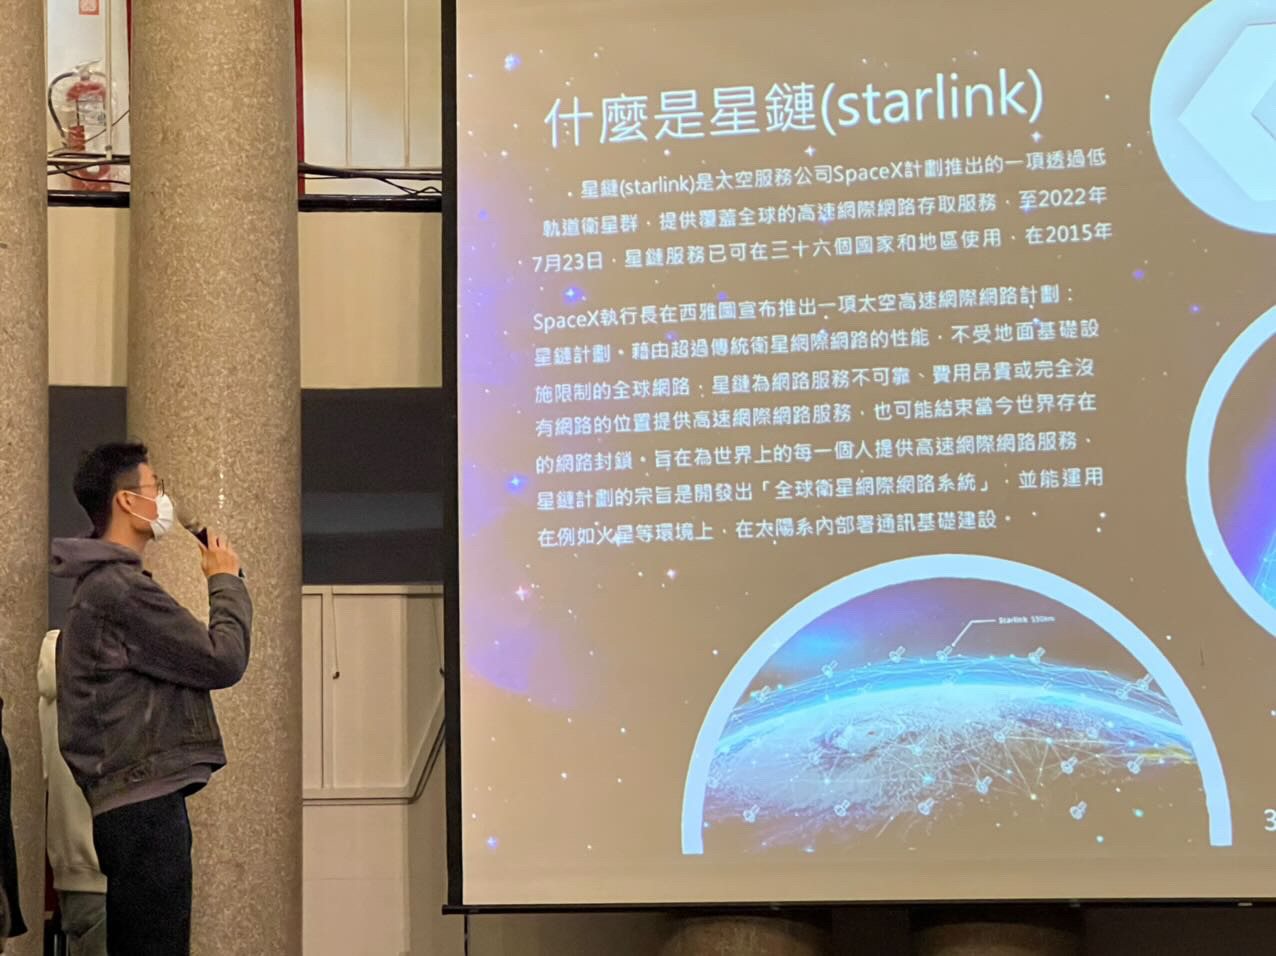 什麼是星鏈(starlink)
星鏈(starlink)是太空服務公司SpaceX計劃推出的一項透過低
軌道衛星群，提供覆蓋全球的高速網際網路存取服務，至2022年
7月23日，星鏈服務已可在三十六個國家和地區使用，在2015年
SpaceX執行長在西雅圖宣布推出一項太空高速網際網路計劃：
星鏈計劃。藉由超過傳統衛星網際網路的性能，不受地面基礎設
施限制的全球網路，星鏈為網路服務不可靠、費用昂貴或完全沒
有網路的位置提供高速網際網路服務，也可能結束當今世界存在
的網路封鎖。旨在為世界上的每一個人提供高速網際網路服務、
星鏈計劃的宗旨是開發出「全球衛星網際網路系統」，並能運用
在例如火星等環境上，在太陽系內部署通訊基礎建設。
Starlink 550km
3